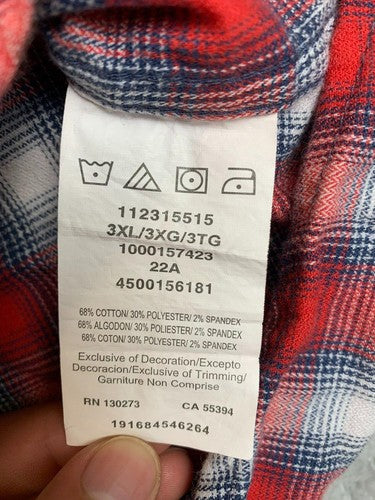 112315515
3XL/3XG/3TG
1000157423
22A
4500156181
68% COTTON/ 30% POLYESTER/ 2% SPANDEX
68% ALGODON/ 30% POLIESTER/ 2% SPANDEX
68% COTON/ 30% POLYESTER/ 2% SPANDEX
Exclusive of Decoration/Excepto
Decoracion/Exclusive of Trimming/
Garniture Non Comprise
RN 130273 CA 55394
191684546264